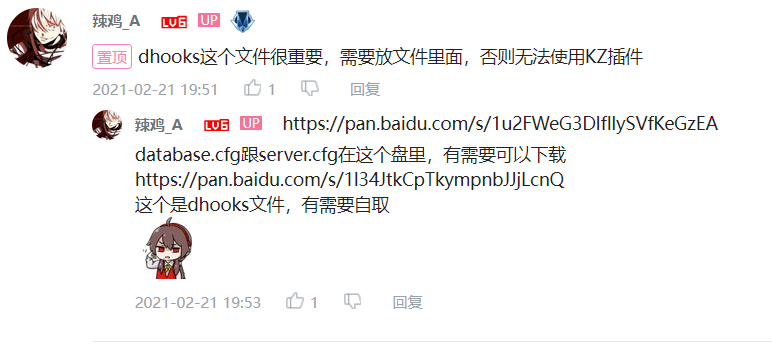 辣鸡_A LV6 UP
置顶 dhooks这个文件很重要，需要放文件里面，否则无法使用KZ插件
2021-02-21 19:51 1 回复
辣鸡_A LV6 UP https://pan.baidu.com/s/1u2FWeG3DIfIlySVfKeGzEA
database.cfg跟server.cfg在这个盘里，有需要可以下载
https://pan.baidu.com/s/1I34JtkCpTkympnbJJjLcnQ
这个是dhooks文件，有需要自取
2021-02-21 19:53 1 回复